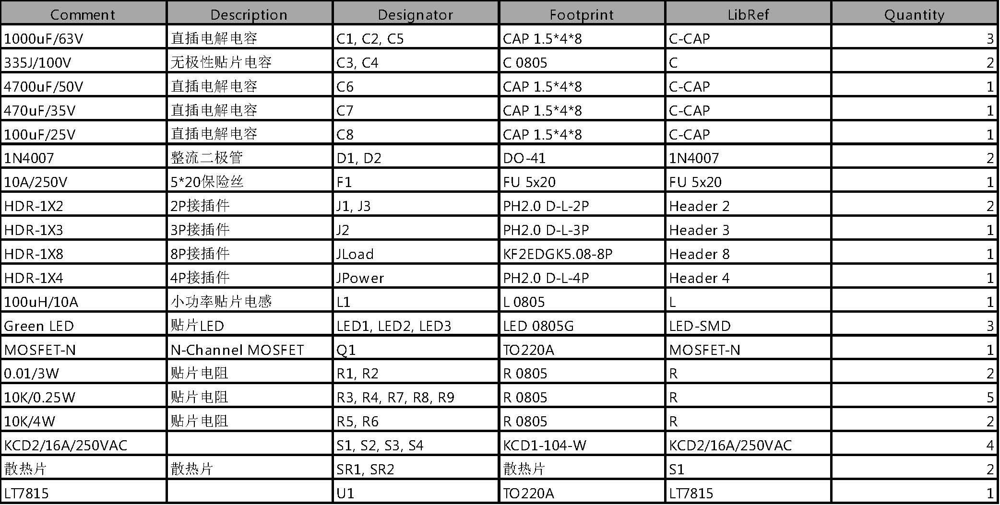 Comment Description Designator Footprint LibRef Quantity
1000uF/63V 直插电解电容 C1, C2, C5 CAP 1.5*4*8 C-CAP 3
335J/100V 无极性贴片电容 C3, C4 C 0805 C 2
4700uF/50V 直插电解电容 C6 CAP 1.5*4*8 C-CAP 1
470uF/35V 直插电解电容 C7 CAP 1.5*4*8 C-CAP 1
100uF/25V 直插电解电容 C8 CAP 1.5*4*8 C-CAP 1
1N4007 整流二极管 D1, D2 DO-41 1N4007 2
10A/250V 5*20保险丝 F1 FU 5x20 FU 5x20 1
HDR-1X2 2P接插件 J1, J3 PH2.0 D-L-2P Header 2 2
HDR-1X3 3P接插件 J2 PH2.0 D-L-3P Header 3 1
HDR-1X8 8P接插件 JLoad KF2EDGK5.08-8P Header 8 1
HDR-1X4 4P接插件 JPower PH2.0 D-L-4P Header 4 1
100uH/10A 小功率贴片电感 L1 L 0805 L 1
Green LED 贴片LED LED1, LED2, LED3 LED 0805G LED-SMD 3
MOSFET-N N-Channel MOSFET Q1 TO220A MOSFET-N 1
0.01/3W 贴片电阻 R1, R2 R 0805 R 2
10K/0.25W 贴片电阻 R3, R4, R7, R8, R9 R 0805 R 5
10K/4W 贴片电阻 R5, R6 R 0805 R 2
KCD2/16A/250VAC S1, S2, S3, S4 KCD1-104-W KCD2/16A/250VAC 4
散热片 散热片 SR1, SR2 散热片 S1 2
LT7815 U1 TO220A LT7815 1